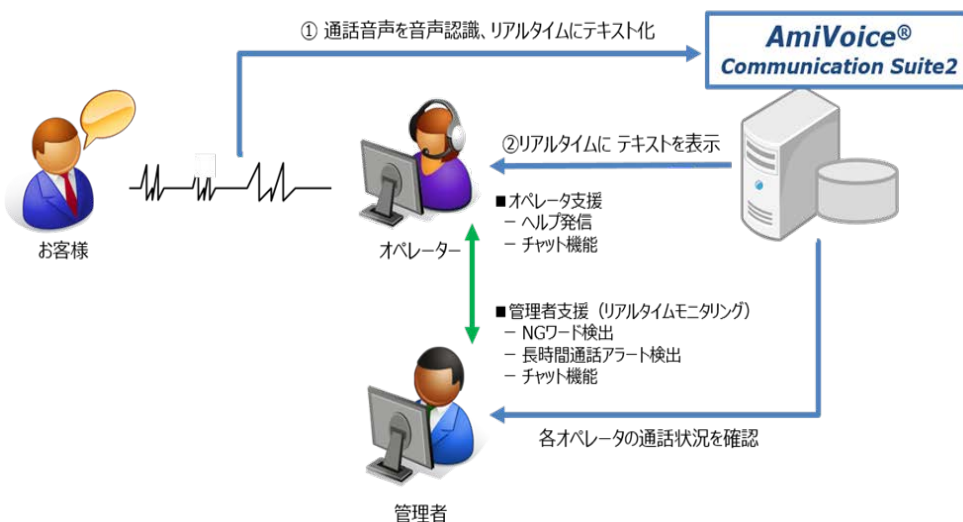 ① 通話音声を音声認識、リアルタイムにテキスト化
AmiVoice®
Communication Suite2
②リアルタイムに テキストを表示
お客様
オペレーター
■オペレータ支援
－ ヘルプ発信
－ チャット機能
■管理者支援（リアルタイムモニタリング）
－ NGワード検出
－ 長時間通話アラート検出
－ チャット機能
各オペレータの通話状況を確認
管理者